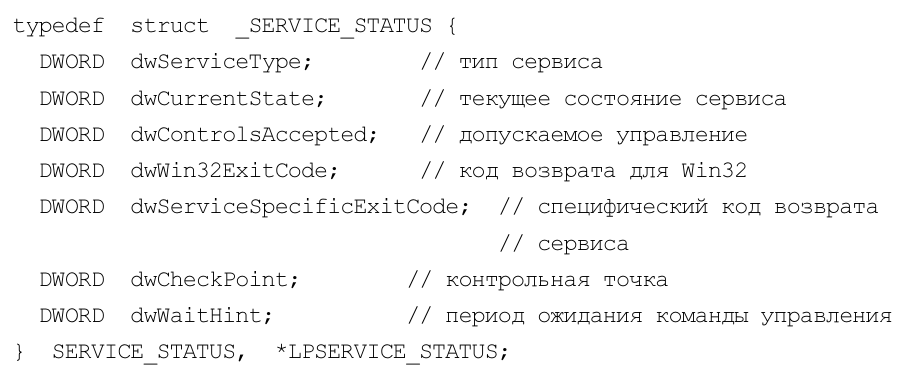 typedef  struct  _SERVICE_STATUS {
  DWORD  dwServiceType;        // тип сервиса
  DWORD  dwCurrentState;       // текущее состояние сервиса
  DWORD  dwControlsAccepted;   // допускаемое управление
  DWORD  dwWin32ExitCode;      // код возврата для Win32
  DWORD  dwServiceSpecificExitCode;  // специфический код возврата
                                     // сервиса
  DWORD  dwCheckPoint;        // контрольная точка
  DWORD  dwWaitHint;          // период ожидания команды управления
}  SERVICE_STATUS,  *LPSERVICE_STATUS;